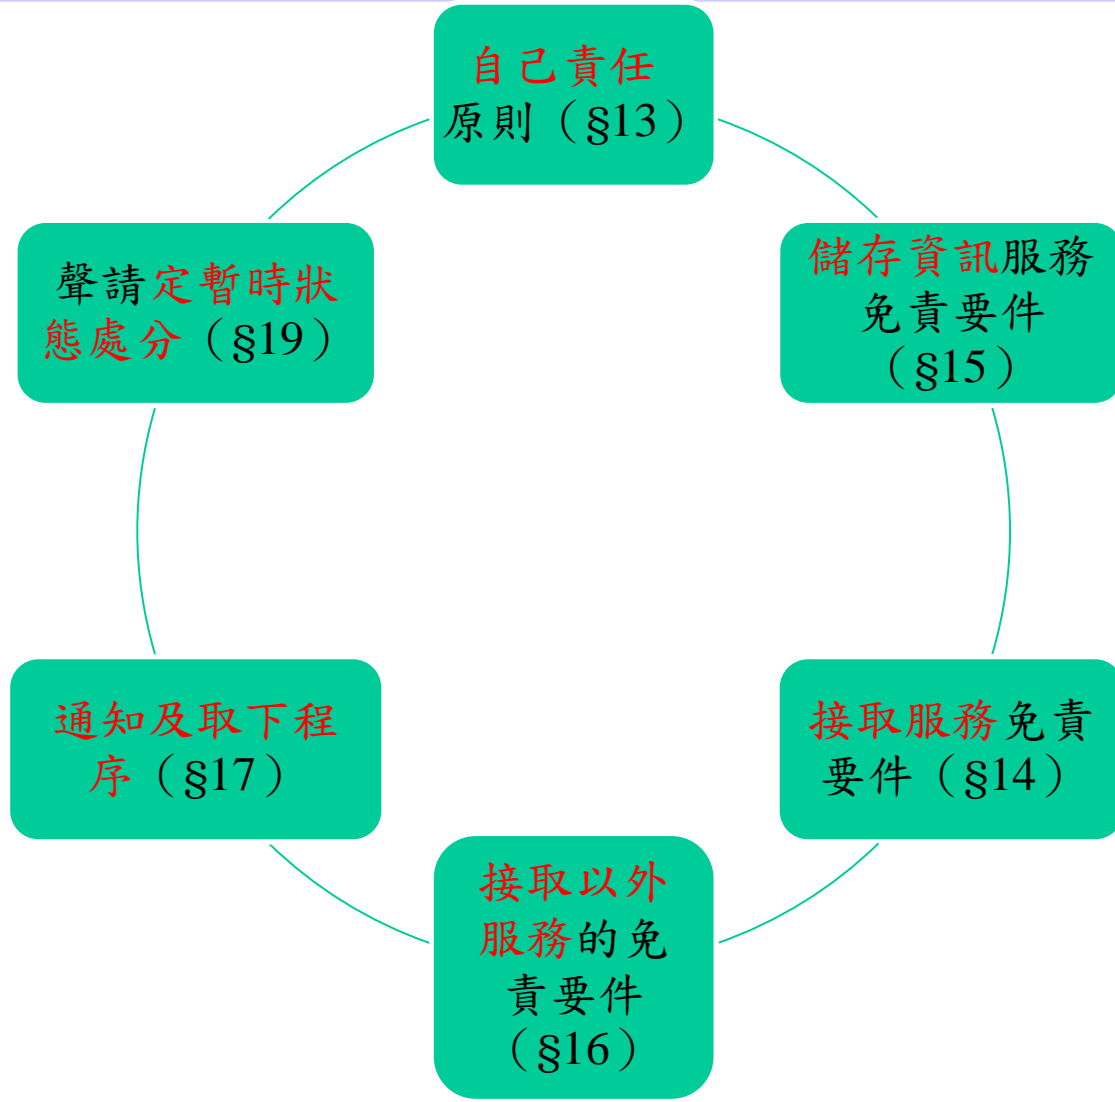 自己責任
原則（§13）
儲存資訊服務
免責要件
（§15）
接取服務免責
要件（§14）
接取以外
服務的免
責要件
（§16）
通知及取下程
序（§17）
聲請定暫時狀
態處分（§19）